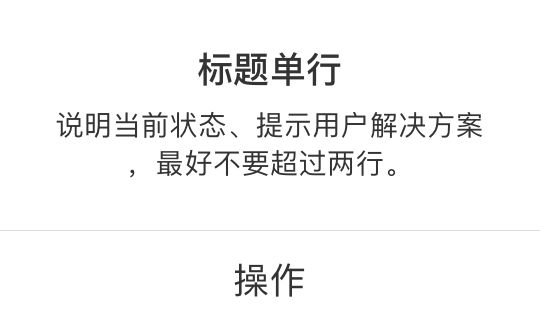 标题单行
说明当前状态、提示用户解决方案
，最好不要超过两行。
操作